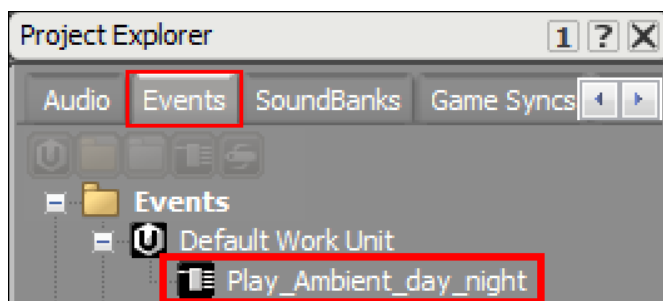 Project Explorer 1 ? X
Audio Events SoundBanks Game Syncs
Events
Default Work Unit
Play_Ambient_day_night